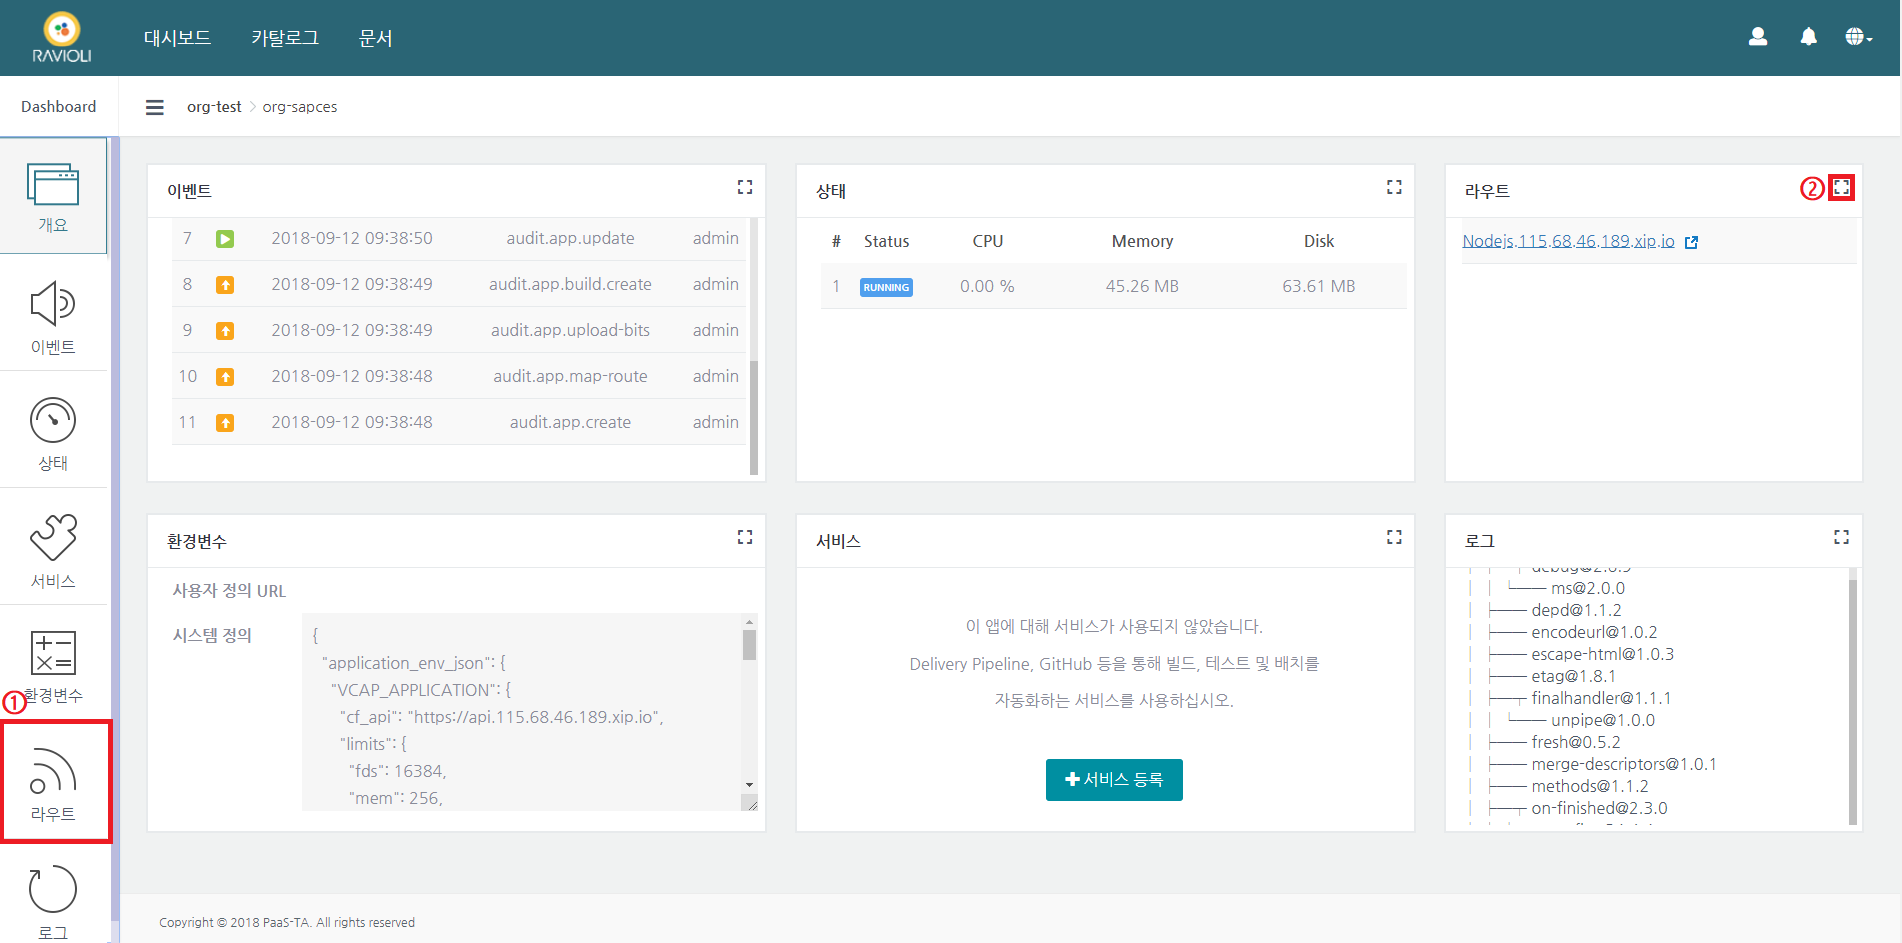 RAVIOLI
대시보드 카탈로그 문서
Dashboard
org-test > org-sapces
개요
이벤트
상태
서비스
환경변수
①
라우트
로그
이벤트
7 2018-09-12 09:38:50 audit.app.update admin
8 2018-09-12 09:38:49 audit.app.build.create admin
9 2018-09-12 09:38:49 audit.app.upload-bits admin
10 2018-09-12 09:38:48 audit.app.map-route admin
11 2018-09-12 09:38:48 audit.app.create admin
상태
# Status CPU Memory Disk
1 RUNNING 0.00 % 45.26 MB 63.61 MB
라우트 ②
Nodejs.115.68.46.189.xip.io
환경변수
사용자 정의 URL
시스템 정의
{
"application_env_json": {
"VCAP_APPLICATION": {
"cf_api": "https://api.115.68.46.189.xip.io",
"limits": {
"fds": 16384,
"mem": 256,
서비스
이 앱에 대해 서비스가 사용되지 않았습니다.
Delivery Pipeline, GitHub 등을 통해 빌드, 테스트 및 배치를
자동화하는 서비스를 사용하십시오.
+ 서비스 등록
로그
│ │ └── ms@2.0.0
│ ├── depd@1.1.2
│ ├── encodeurl@1.0.2
│ ├── escape-html@1.0.3
│ ├── etag@1.8.1
│ ├─┬ finalhandler@1.1.1
│ │ └── unpipe@1.0.0
│ ├── fresh@0.5.2
│ ├── merge-descriptors@1.0.1
│ ├── methods@1.1.2
│ ├─┬ on-finished@2.3.0
Copyright © 2018 PaaS-TA. All rights reserved